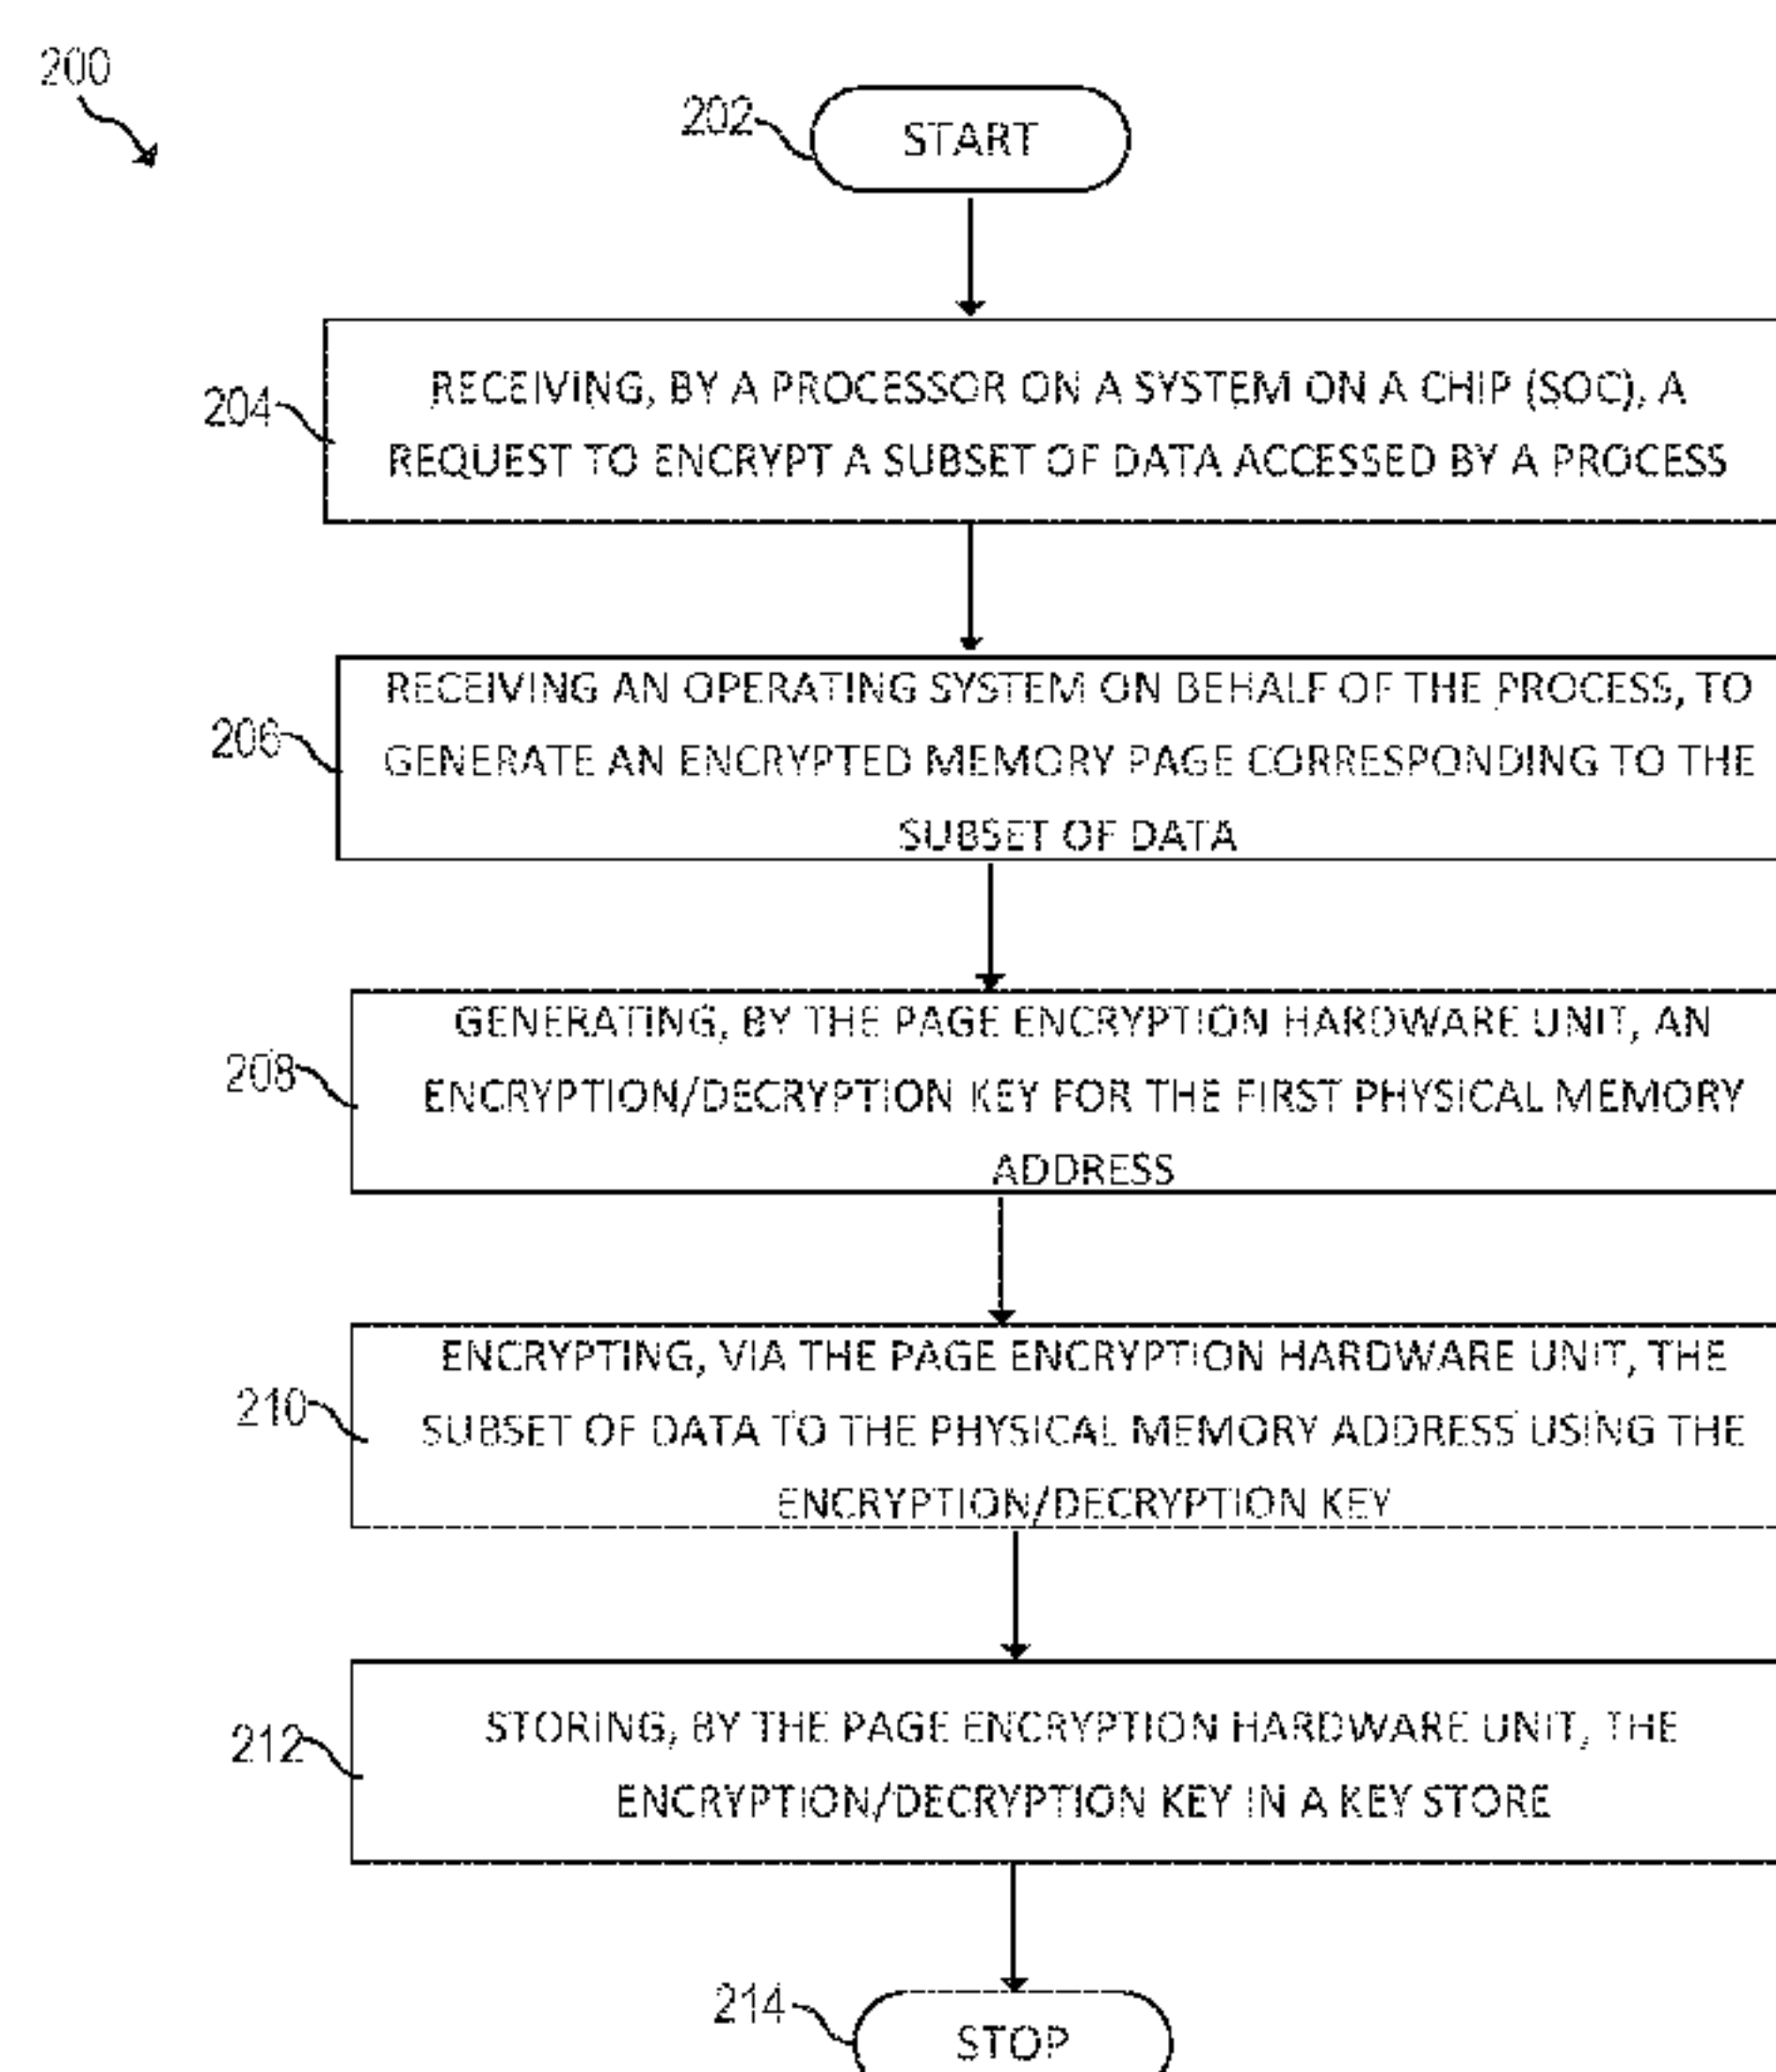 200
202
START
204
RECEIVING, BY A PROCESSOR ON A SYSTEM ON A CHIP (SOC), A
REQUEST TO ENCRYPT A SUBSET OF DATA ACCESSED BY A PROCESS
206
RECEIVING AN OPERATING SYSTEM ON BEHALF OF THE PROCESS, TO
GENERATE AN ENCRYPTED MEMORY PAGE CORRESPONDING TO THE
SUBSET OF DATA
208
GENERATING, BY THE PAGE ENCRYPTION HARDWARE UNIT, AN
ENCRYPTION/DECRYPTION KEY FOR THE FIRST PHYSICAL MEMORY
ADDRESS
210
ENCRYPTING, VIA THE PAGE ENCRYPTION HARDWARE UNIT, THE
SUBSET OF DATA TO THE PHYSICAL MEMORY ADDRESS USING THE
ENCRYPTION/DECRYPTION KEY
212
STORING, BY THE PAGE ENCRYPTION HARDWARE UNIT, THE
ENCRYPTION/DECRYPTION KEY IN A KEY STORE
214
STOP